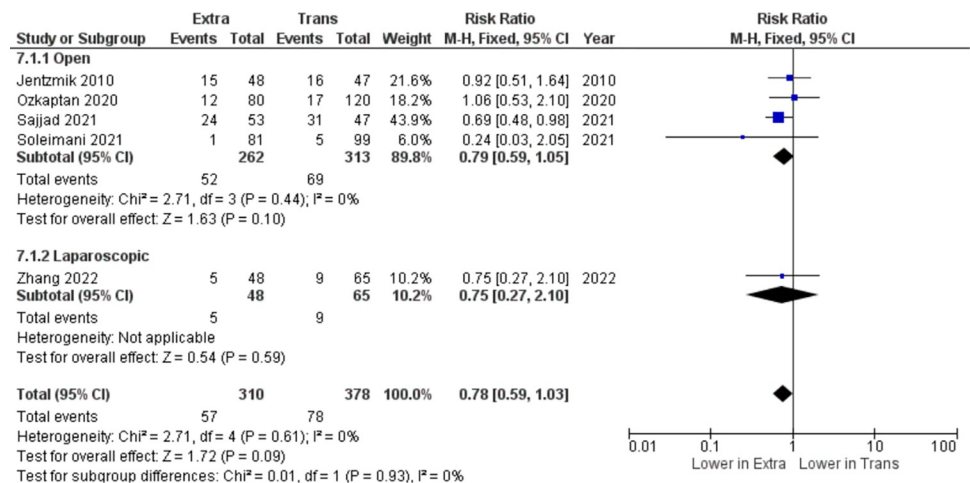 Extra Trans Risk Ratio Risk Ratio
Study or Subgroup Events Total Events Total Weight M-H, Fixed, 95% CI Year M-H, Fixed, 95% CI
7.1.1 Open
Jentzmik 2010 15 48 16 47 21.6% 0.92 [0.51, 1.64] 2010
Ozkaptan 2020 12 80 17 120 18.2% 1.06 [0.53, 2.10] 2020
Sajjad 2021 24 53 31 47 43.9% 0.69 [0.48, 0.98] 2021
Soleimani 2021 1 81 5 99 6.0% 0.24 [0.03, 2.05] 2021
Subtotal (95% CI) 262 313 89.8% 0.79 [0.59, 1.05]
Total events 52 69
Heterogeneity: Chi² = 2.71, df = 3 (P = 0.44); I² = 0%
Test for overall effect: Z = 1.63 (P = 0.10)
7.1.2 Laparoscopic
Zhang 2022 5 48 9 65 10.2% 0.75 [0.27, 2.10] 2022
Subtotal (95% CI) 48 65 10.2% 0.75 [0.27, 2.10]
Total events 5 9
Heterogeneity: Not applicable
Test for overall effect: Z = 0.54 (P = 0.59)
Total (95% CI) 310 378 100.0% 0.78 [0.59, 1.03]
Total events 57 78
Heterogeneity: Chi² = 2.71, df = 4 (P = 0.61); I² = 0%
Test for overall effect: Z = 1.72 (P = 0.09)
Test for subgroup differences: Chi² = 0.01, df = 1 (P = 0.93), I² = 0%
0.01 0.1 1 10 100
Lower in Extra Lower in Trans